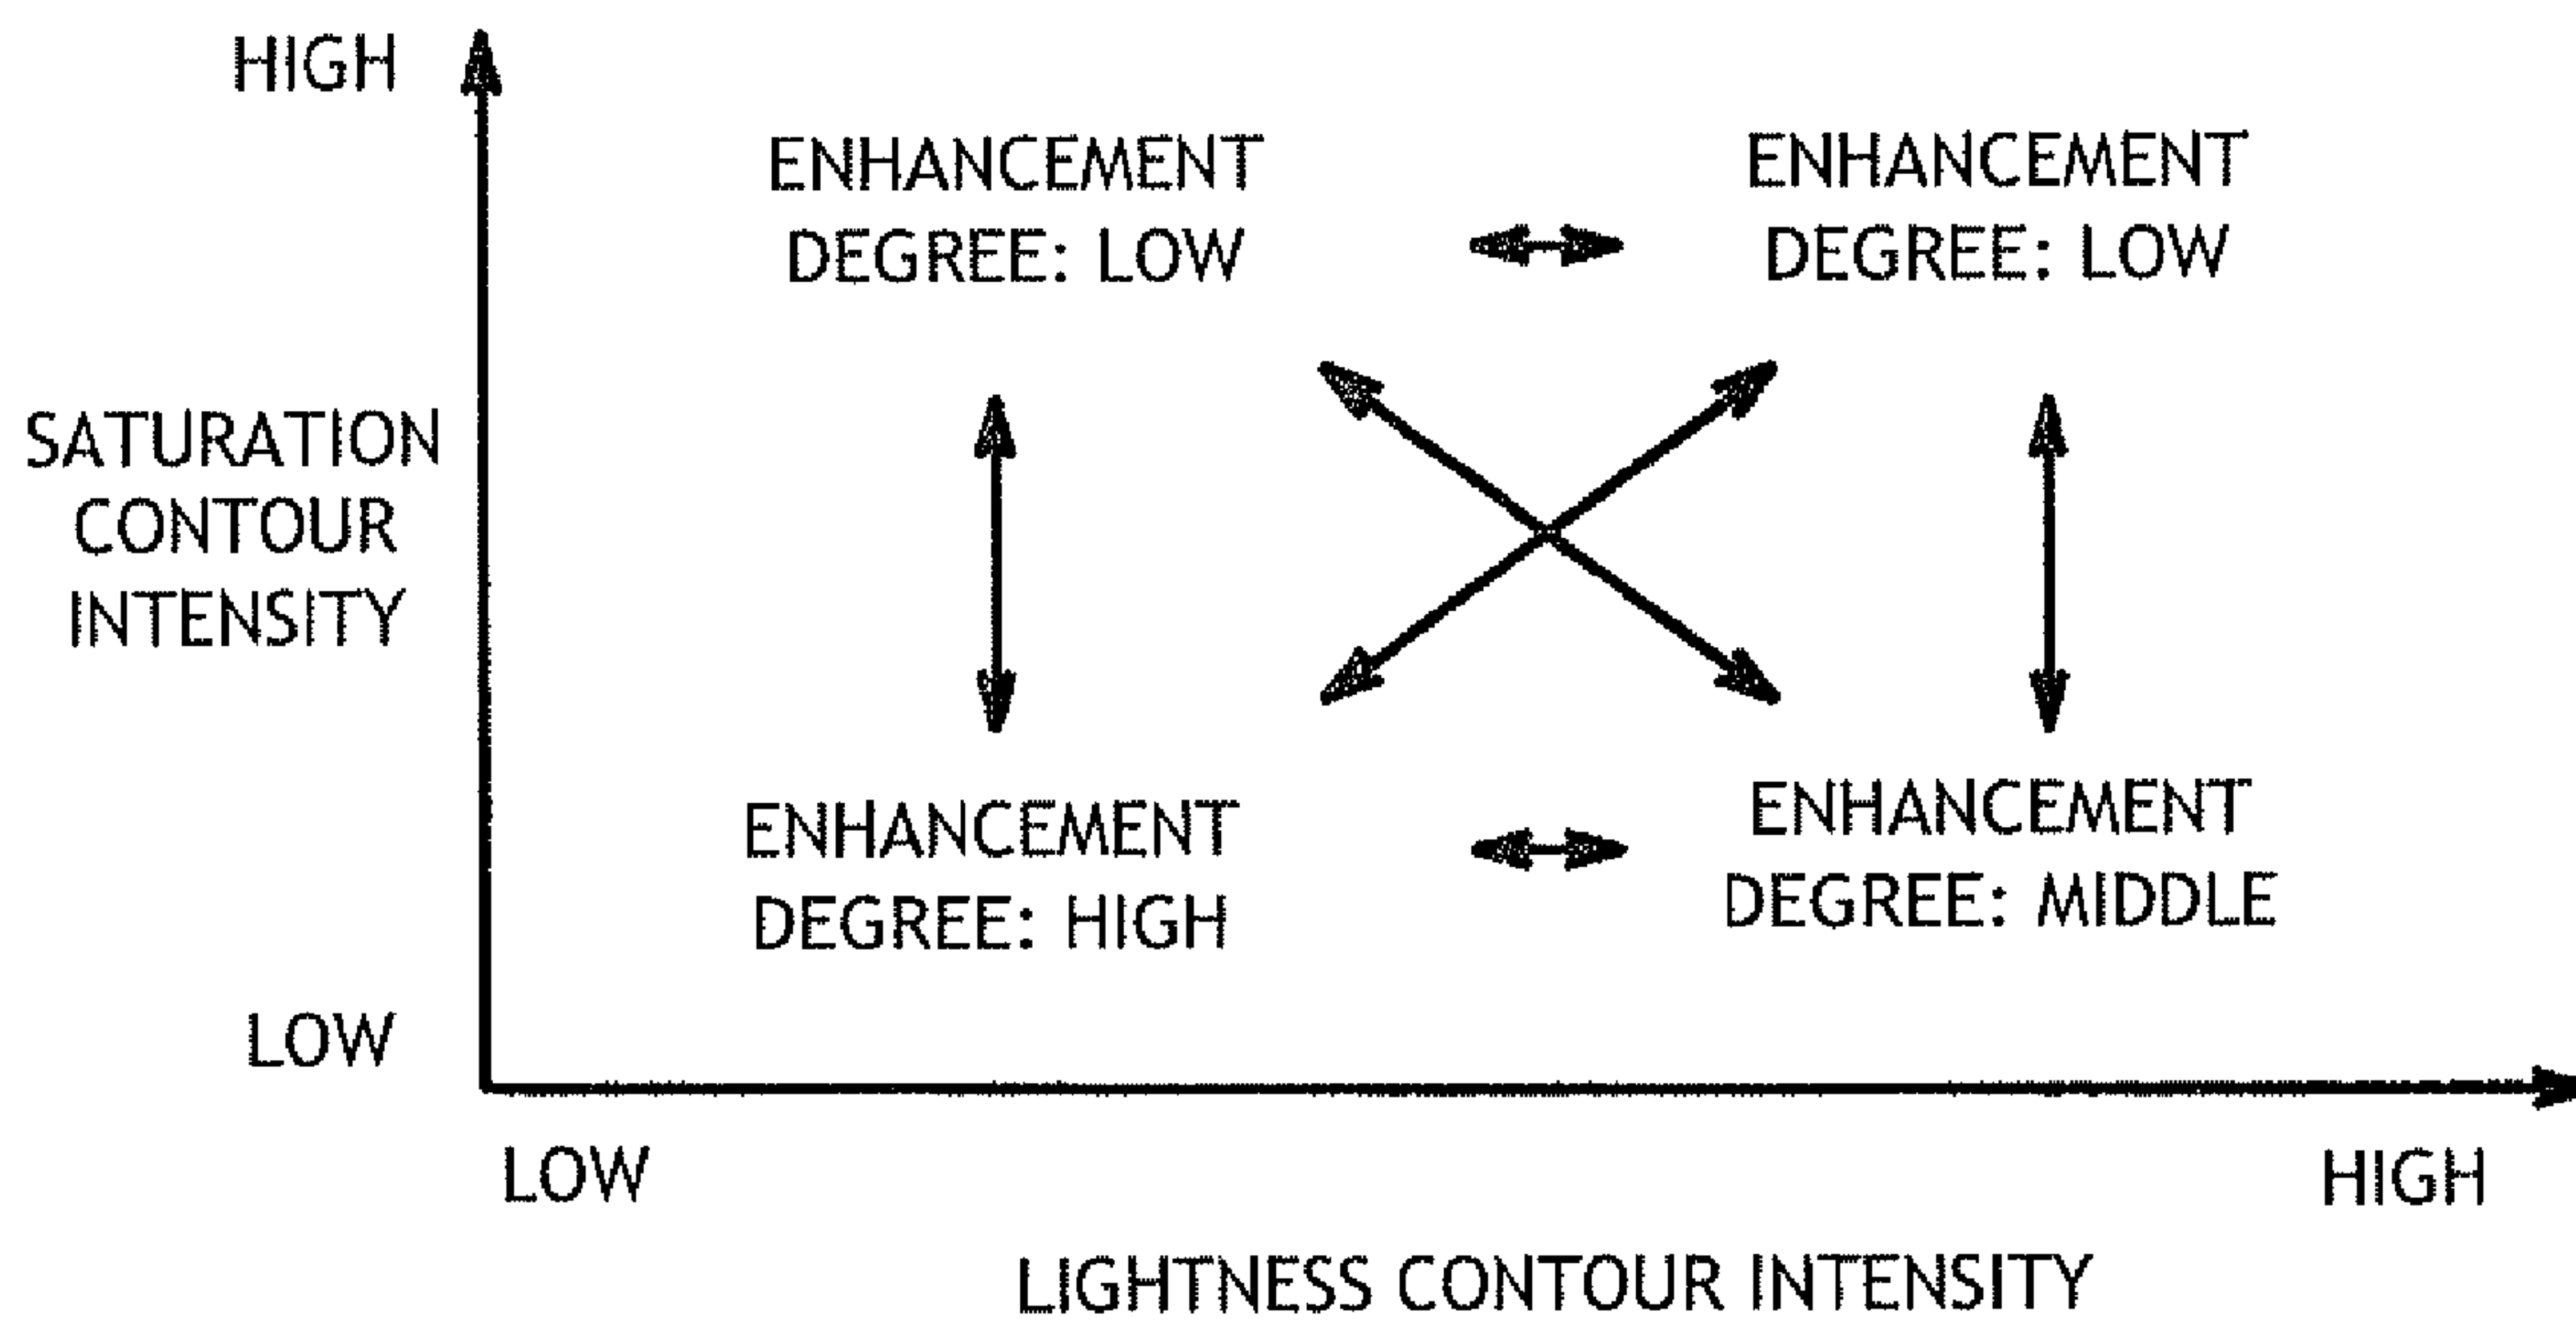 HIGH
ENHANCEMENT
DEGREE: LOW
ENHANCEMENT
DEGREE: LOW
SATURATION
CONTOUR
INTENSITY
ENHANCEMENT
DEGREE: HIGH
ENHANCEMENT
DEGREE: MIDDLE
LOW
LOW
HIGH
LIGHTNESS CONTOUR INTENSITY